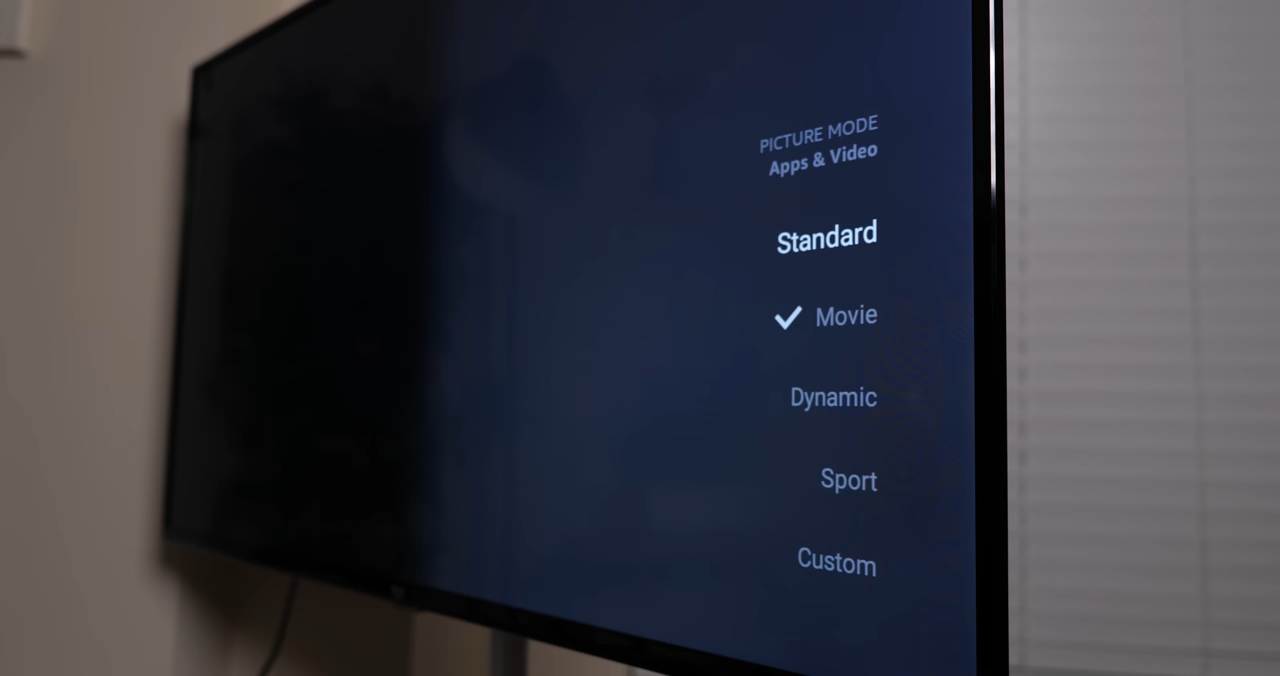 PICTURE MODE
Apps & Video
Standard
Movie
Dynamic
Sport
Custom